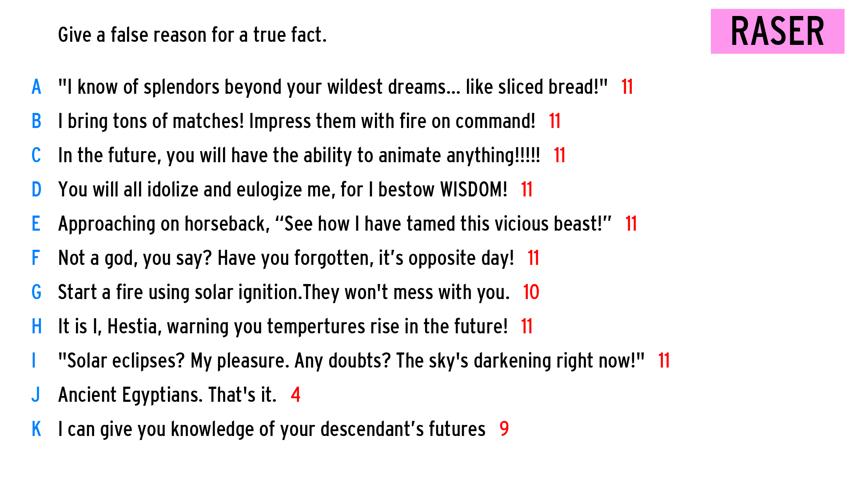 Give a false reason for a true fact.
RASER
A "I know of splendors beyond your wildest dreams... like sliced bread!" 11
B I bring tons of matches! Impress them with fire on command! 11
C In the future, you will have the ability to animate anything!!!!! 11
D You will all idolize and eulogize me, for I bestow WISDOM! 11
E Approaching on horseback, “See how I have tamed this vicious beast!” 11
F Not a god, you say? Have you forgotten, it’s opposite day! 11
G Start a fire using solar ignition.They won't mess with you. 10
H It is I, Hestia, warning you tempertures rise in the future! 11
I "Solar eclipses? My pleasure. Any doubts? The sky's darkening right now!" 11
J Ancient Egyptians. That's it. 4
K I can give you knowledge of your descendant’s futures 9